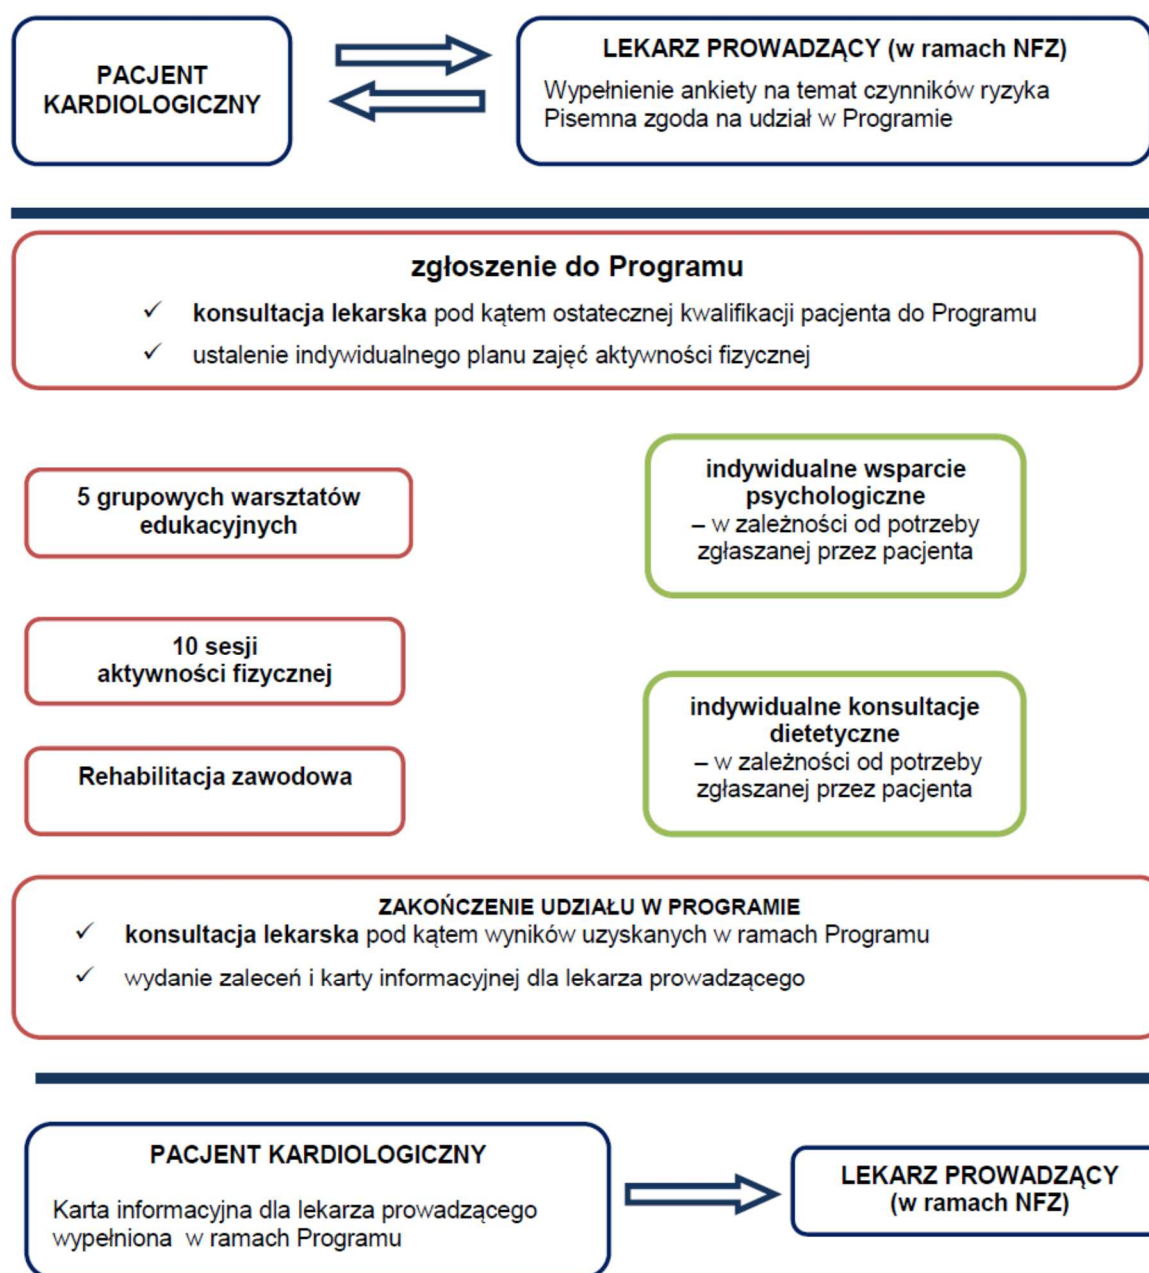 PACJENT
KARDIOLOGICZNY
LEKARZ PROWADZĄCY (w ramach NFZ)
Wypełnienie ankiety na temat czynników ryzyka
Pisemna zgoda na udział w Programie
zgłoszenie do Programu
✓ konsultacja lekarska pod kątem ostatecznej kwalifikacji pacjenta do Programu
✓ ustalenie indywidualnego planu zajęć aktywności fizycznej
5 grupowych warsztatów
edukacyjnych
indywidualne wsparcie
psychologiczne
– w zależności od potrzeby
zgłaszanej przez pacjenta
10 sesji
aktywności fizycznej
indywidualne konsultacje
dietetyczne
– w zależności od potrzeby
zgłaszanej przez pacjenta
Rehabilitacja zawodowa
ZAKOŃCZENIE UDZIAŁU W PROGRAMIE
✓ konsultacja lekarska pod kątem wyników uzyskanych w ramach Programu
✓ wydanie zaleceń i karty informacyjnej dla lekarza prowadzącego
PACJENT KARDIOLOGICZNY
Karta informacyjna dla lekarza prowadzącego
wypełniona w ramach Programu
LEKARZ PROWADZĄCY
(w ramach NFZ)